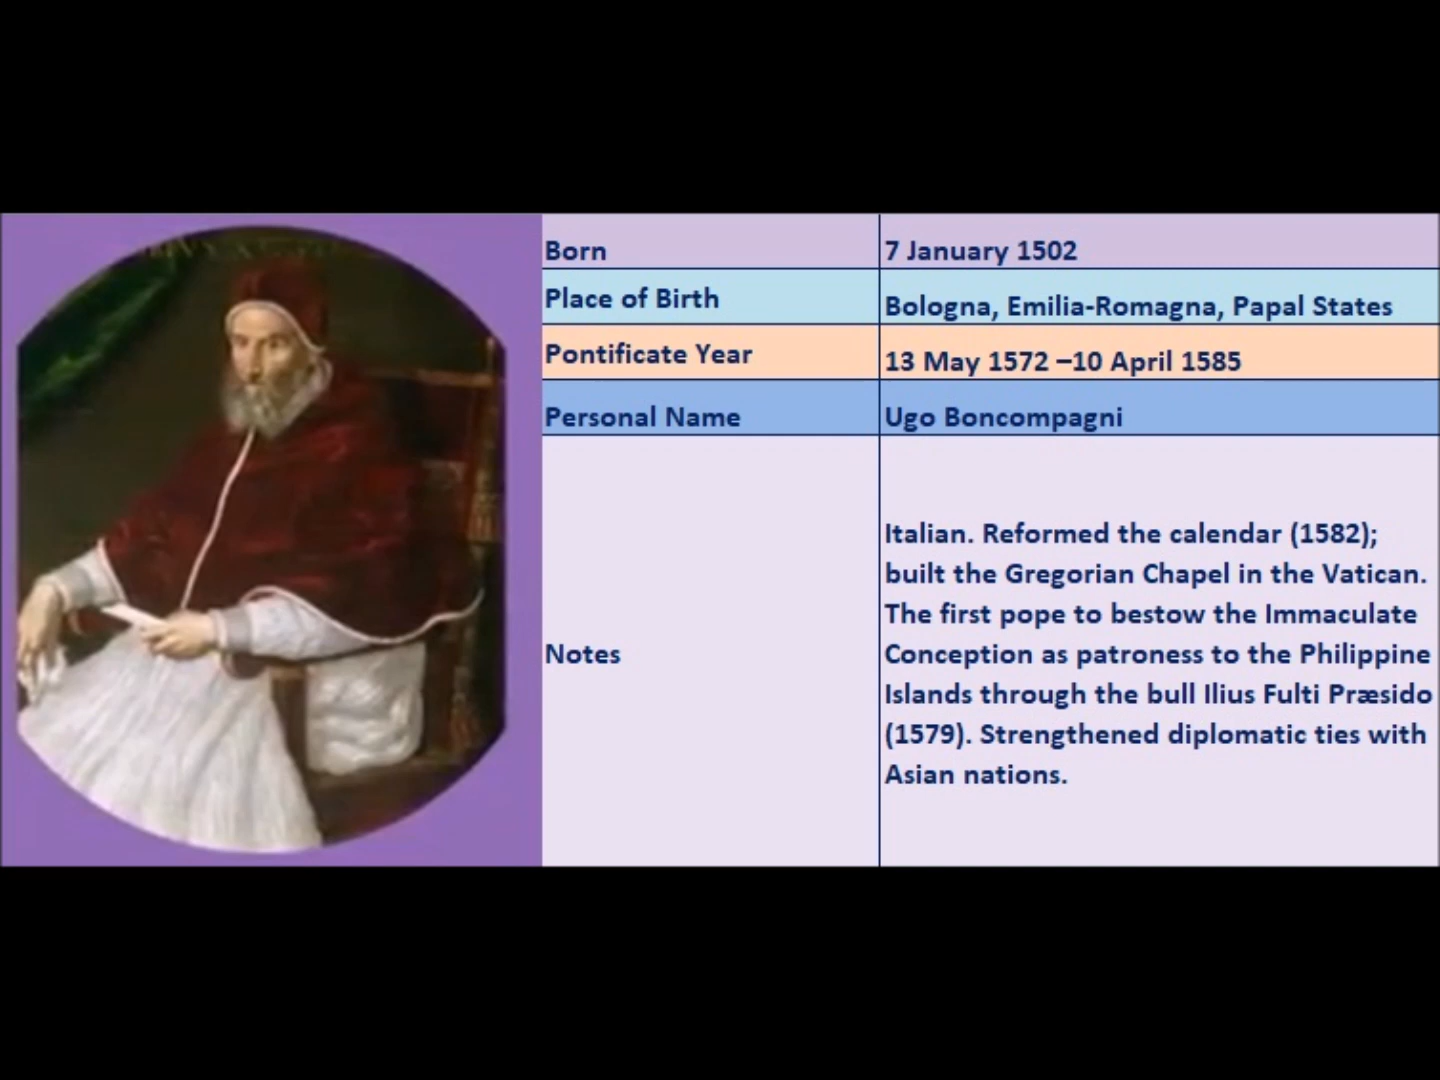 Born 7 January 1502
Place of Birth Bologna, Emilia-Romagna, Papal States
Pontificate Year 13 May 1572 –10 April 1585
Personal Name Ugo Boncompagni
Notes
Italian. Reformed the calendar (1582);
built the Gregorian Chapel in the Vatican.
The first pope to bestow the Immaculate
Conception as patroness to the Philippine
Islands through the bull Ilius Fulti Præsido
(1579). Strengthened diplomatic ties with
Asian nations.